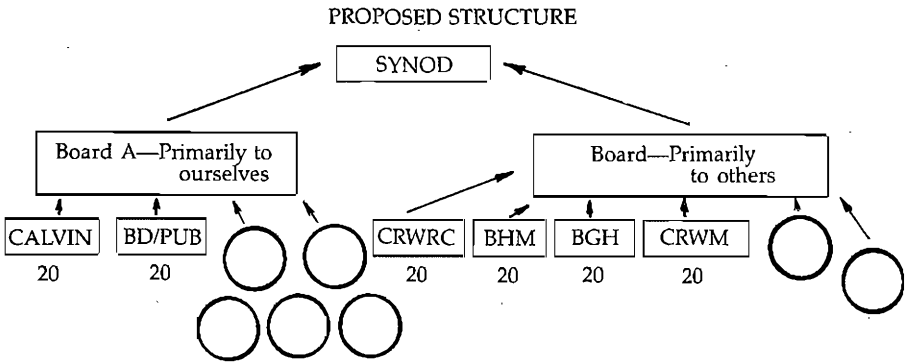 PROPOSED STRUCTURE
SYNOD
Board A—Primarily to
ourselves
Board—Primarily
to others
CALVIN
BD/PUB
CRWRC
BHM
BGH
CRWM
20
20
20
20
20
20